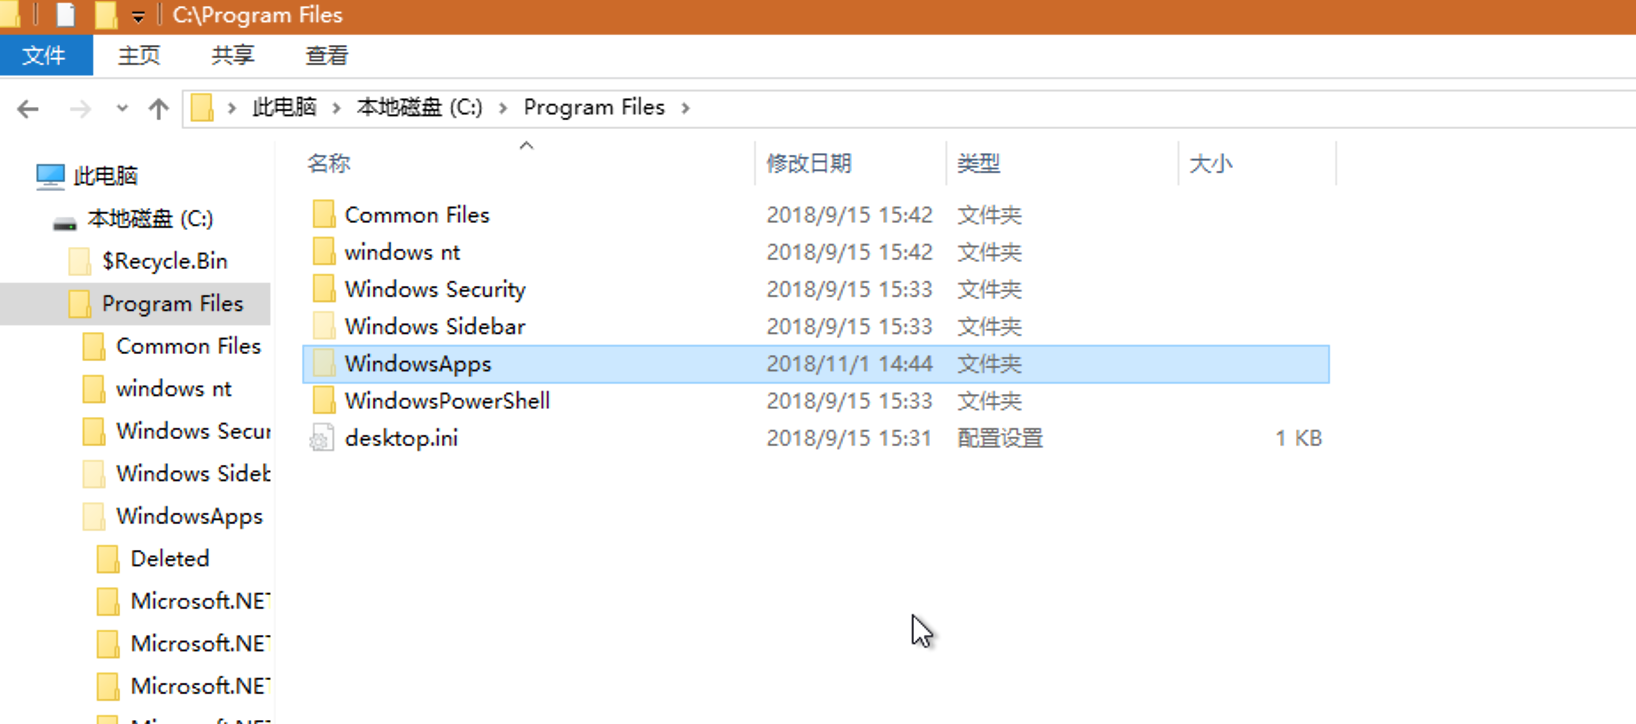 C:\Program Files
文件 主页 共享 查看
此电脑 本地磁盘 (C:) Program Files
名称 修改日期 类型 大小
此电脑
本地磁盘 (C:)
$Recycle.Bin
Program Files
Common Files
windows nt
Windows Secur
Windows Sideb
WindowsApps
Deleted
Microsoft.NET
Microsoft.NET
Microsoft.NET
Microsoft.NET
Common Files 2018/9/15 15:42 文件夹
windows nt 2018/9/15 15:42 文件夹
Windows Security 2018/9/15 15:33 文件夹
Windows Sidebar 2018/9/15 15:33 文件夹
WindowsApps 2018/11/1 14:44 文件夹
WindowsPowerShell 2018/9/15 15:33 文件夹
desktop.ini 2018/9/15 15:31 配置设置 1 KB